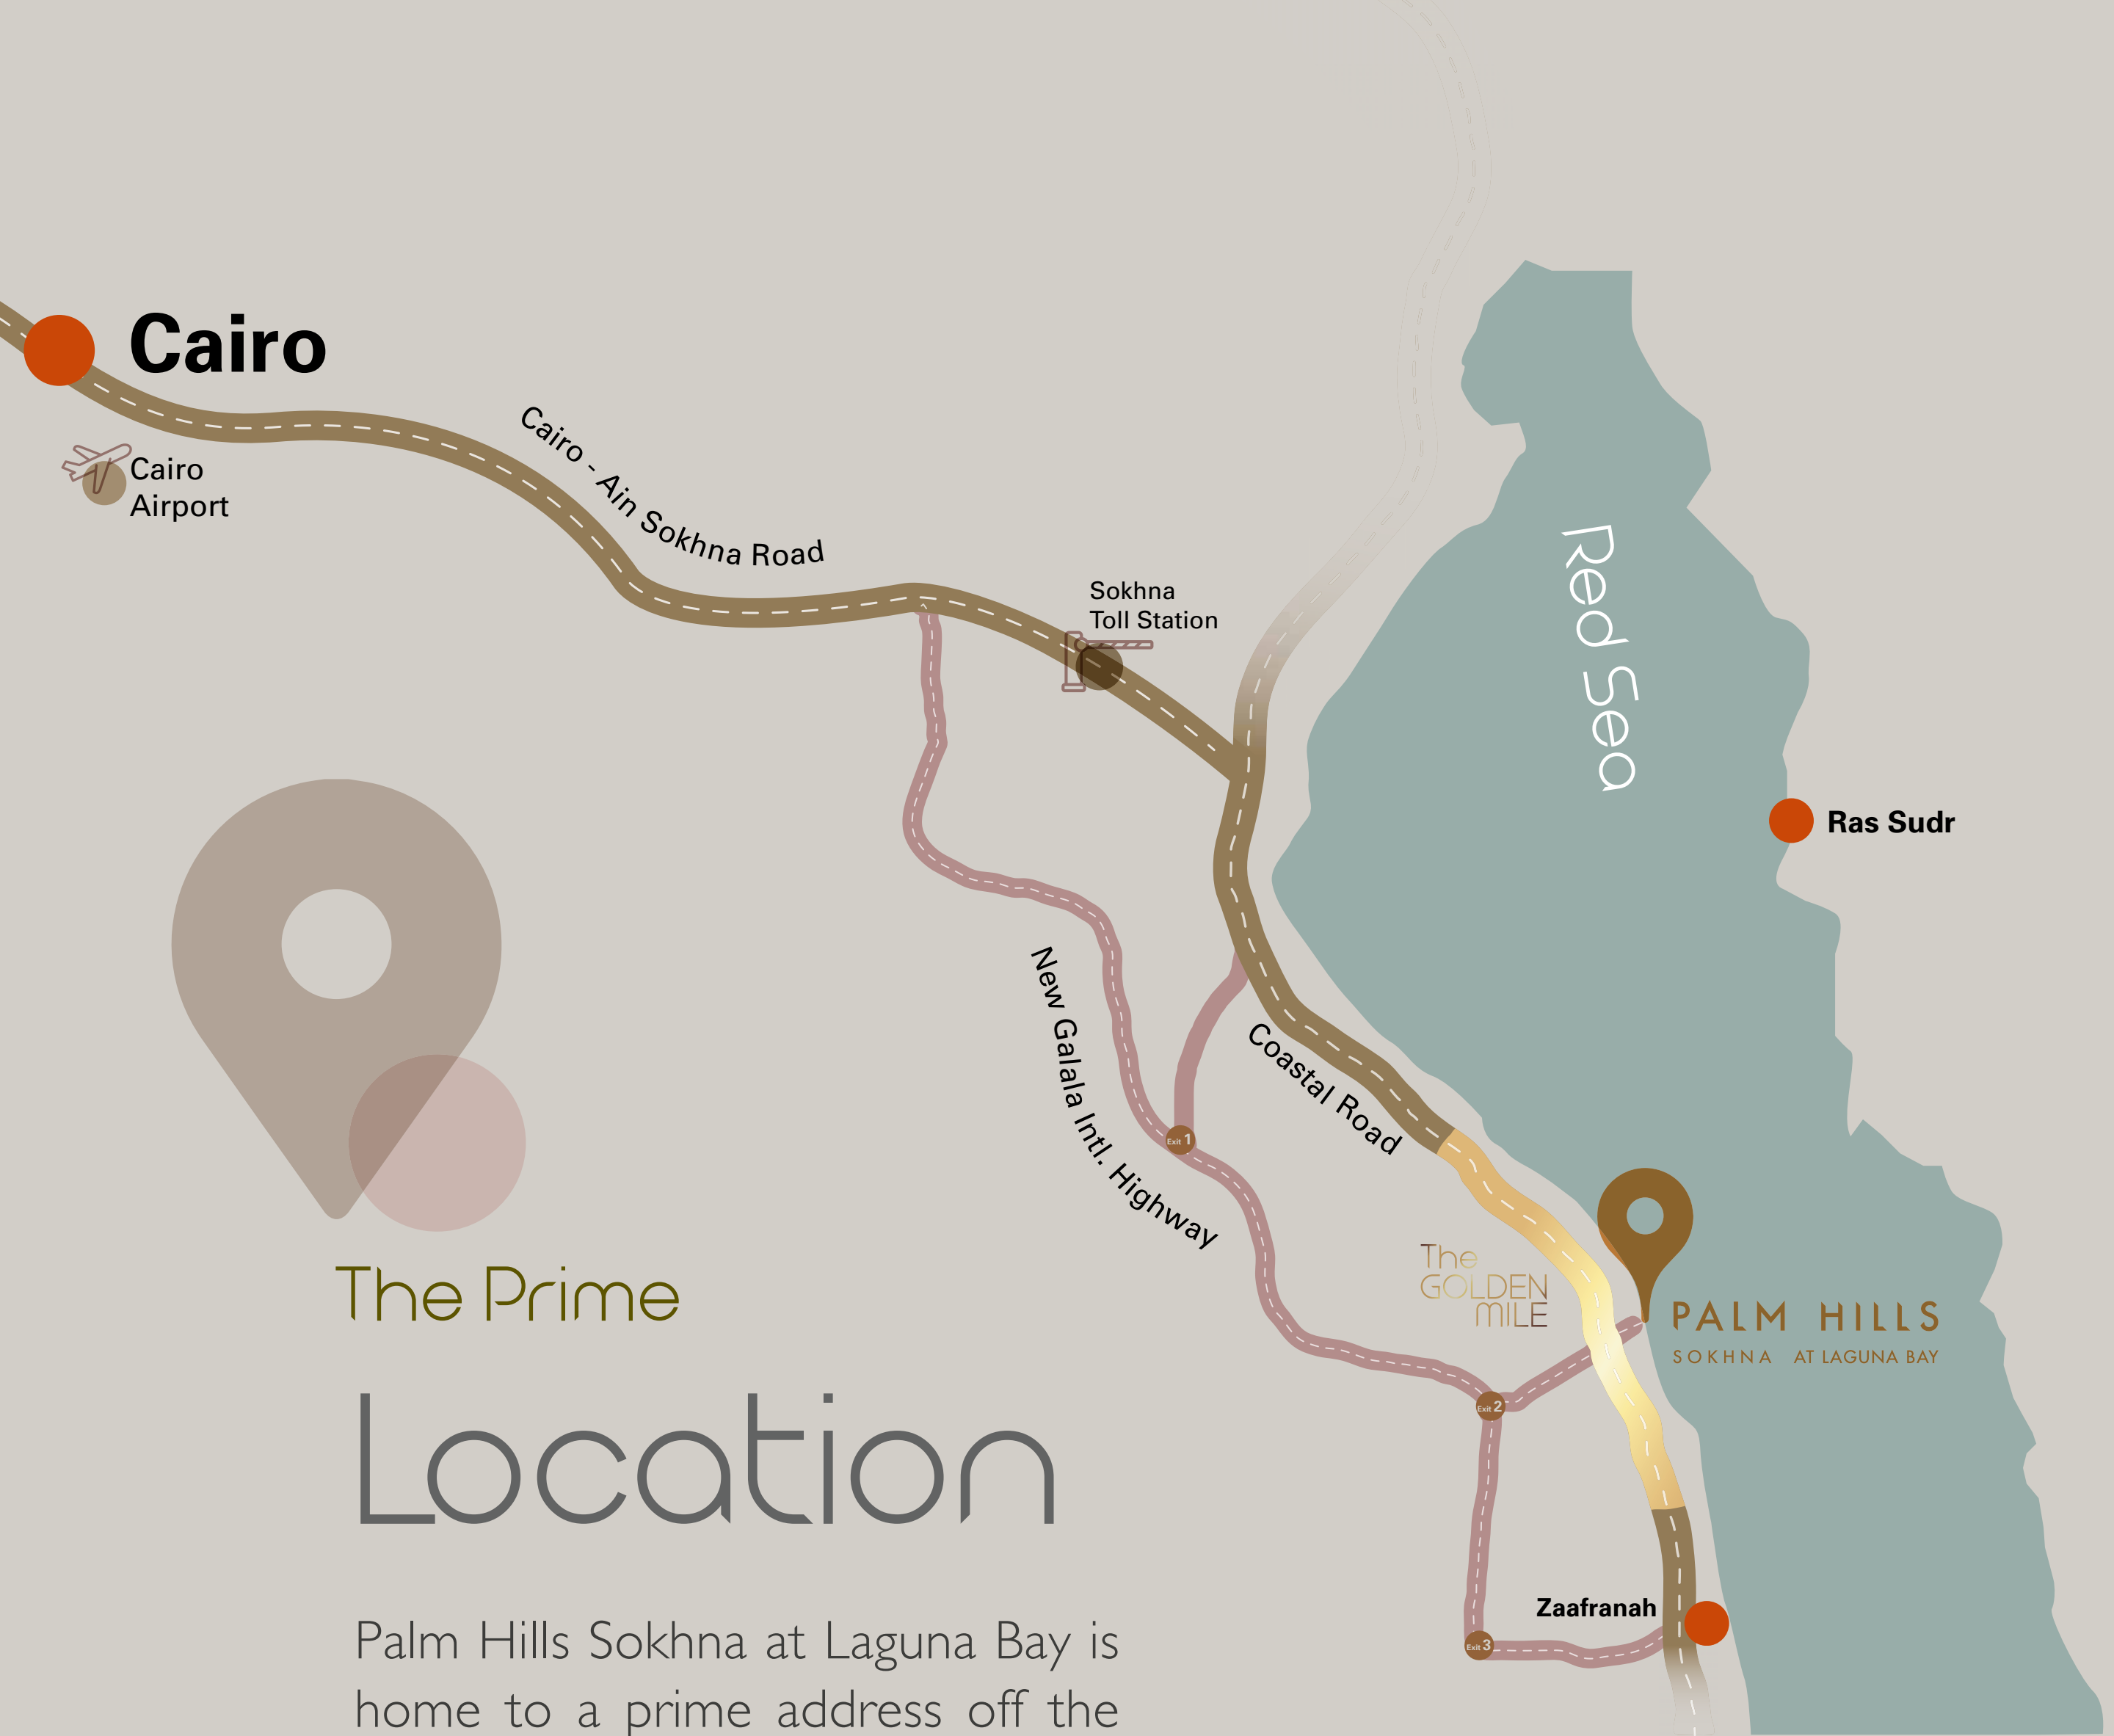 Cairo
Cairo
Airport
Cairo - Ain Sokhna Road
Sokhna
Toll Station
Red Sea
Ras Sudr
New Galala Intl. Highway
Coastal Road
Exit 1
The
GOLDEN
MILE
PALM HILLS
SOKHNA AT LAGUNA BAY
Exit 2
Zaafranah
Exit 3
The Prime
Location
Palm Hills Sokhna at Laguna Bay is
home to a prime address off the